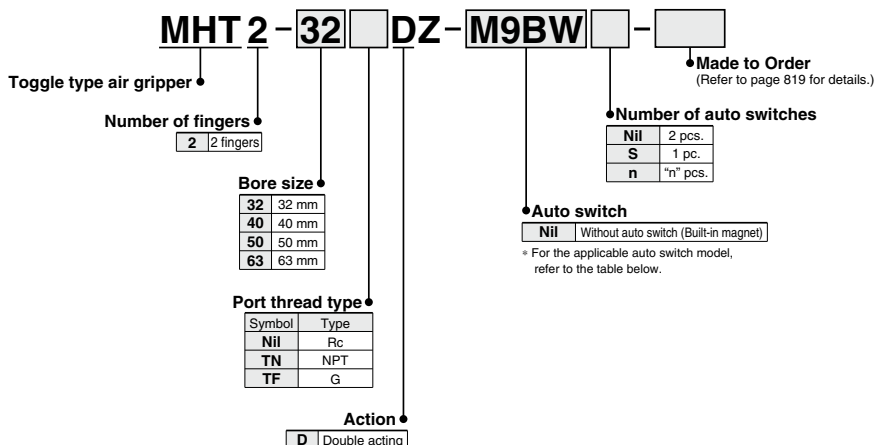 MHT 2 - 32 DZ - M9BW -
Made to Order
(Refer to page 819 for details.)
Toggle type air gripper
Number of auto switches
Nil 2 pcs.
S 1 pc.
n “n” pcs.
Number of fingers
2 2 fingers
Bore size
32 32 mm
40 40 mm
50 50 mm
63 63 mm
Auto switch
Nil Without auto switch (Built-in magnet)
∗ For the applicable auto switch model,
refer to the table below.
Port thread type
Symbol Type
Nil Rc
TN NPT
TF G
Action
D Double acting